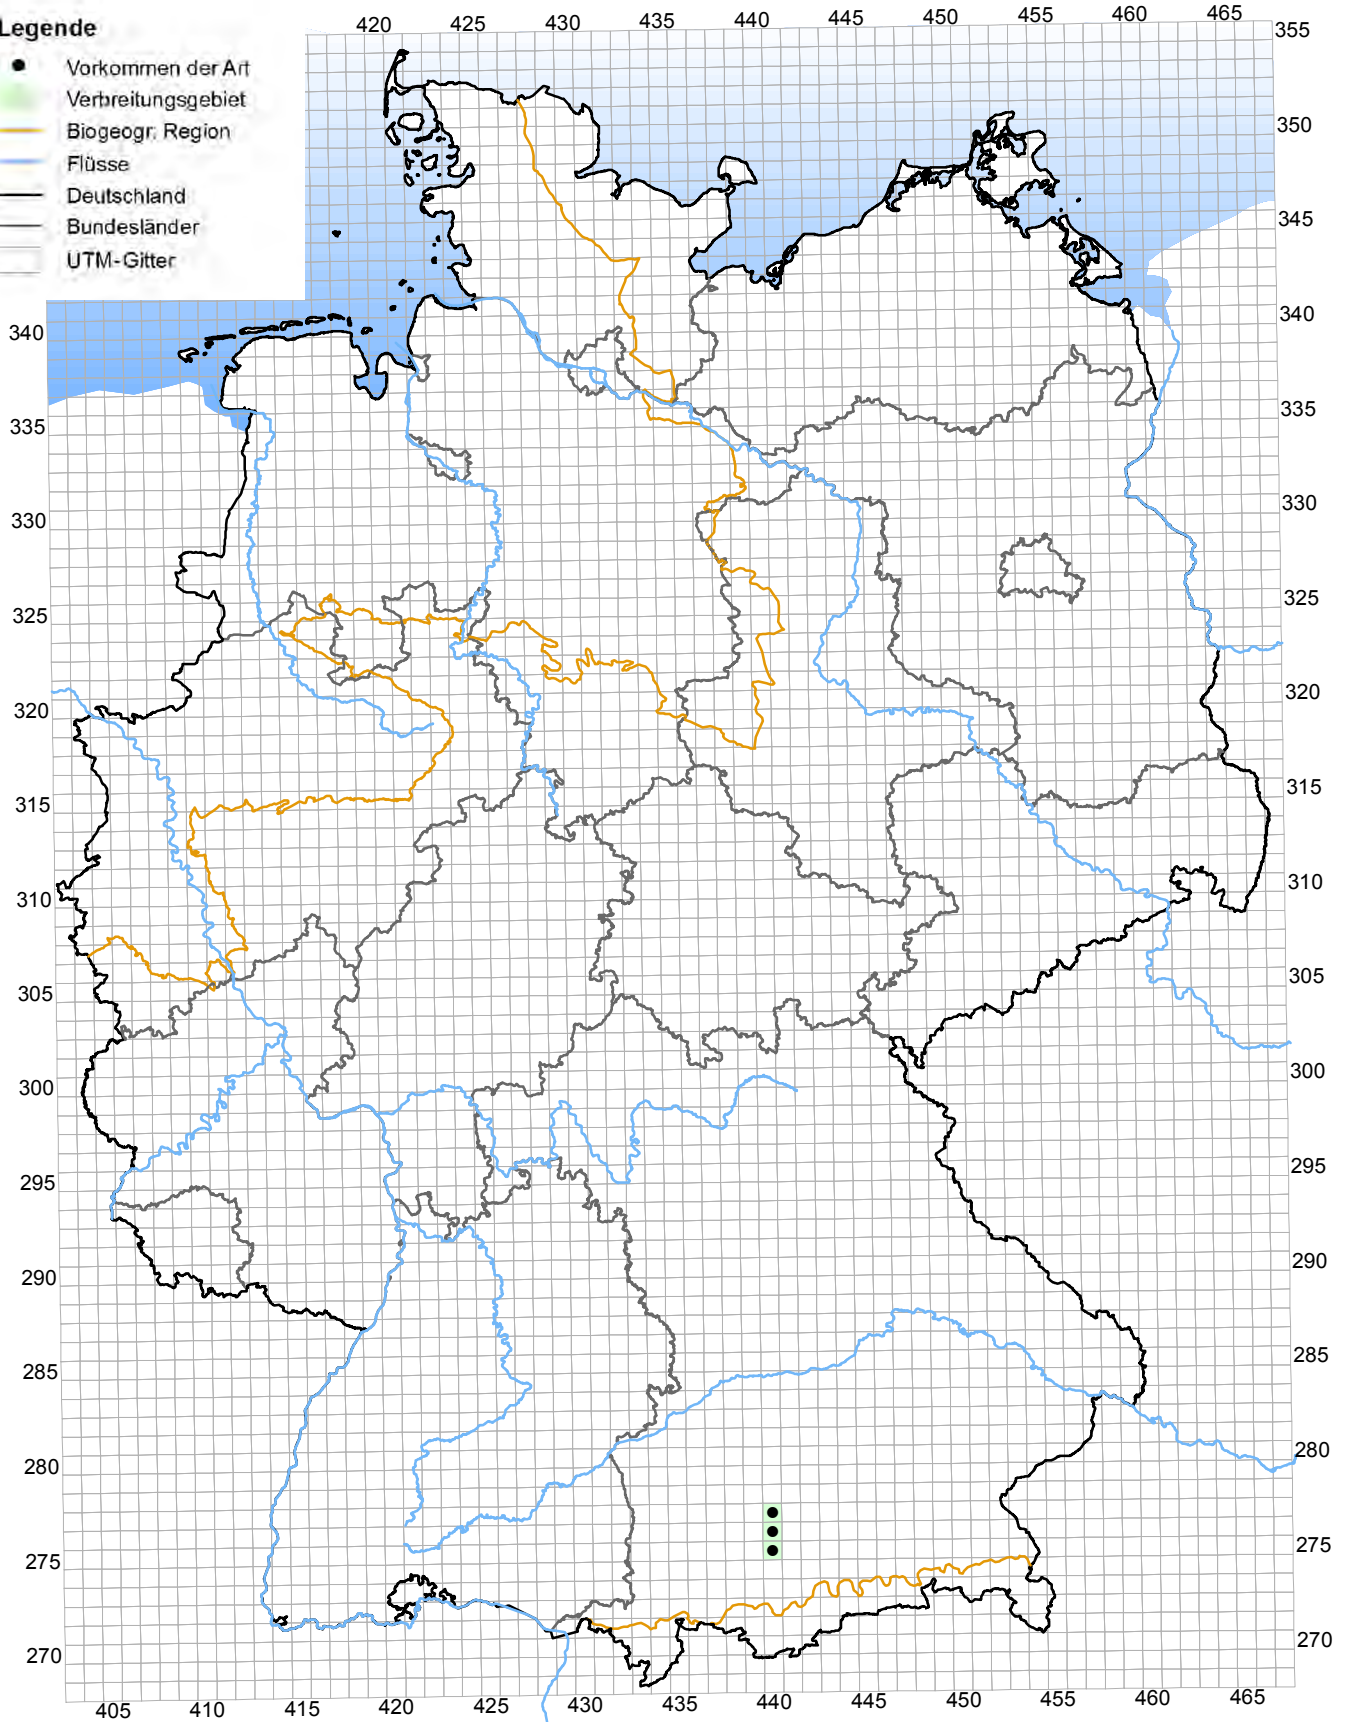 Legende
Vorkommen der Art
Verbreitungsgebiet
Biogeogr. Region
Flüsse
Deutschland
Bundesländer
UTM-Gitter
420 425 430 435 440 445 450 455 460 465
355
350
345
340 340
335 335
330 330
325 325
320 320
315 315
310 310
305 305
300 300
295 295
290 290
285 285
280 280
275 275
270 270
405 410 415 420 425 430 435 440 445 450 455 460 465